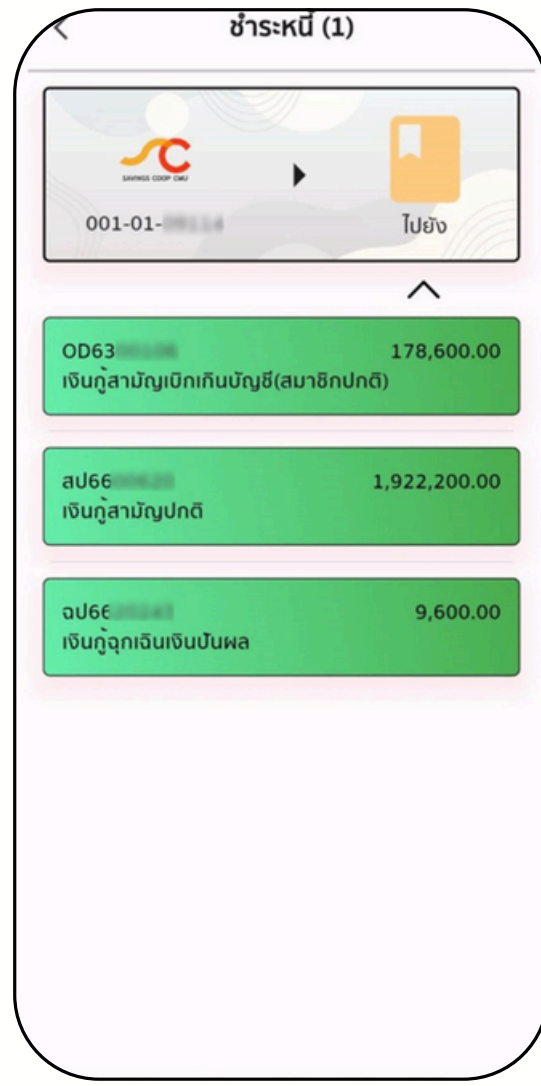 ชำระหนี้ (1)
SAVINGS COOP CMU
001-01-
ไปยัง
OD63 178,600.00
เงินกู้สามัญเบิกเกินบัญชี(สมาชิกปกติ)
สป66 1,922,200.00
เงินกู้สามัญปกติ
ฉป66 9,600.00
เงินกู้ฉุกเฉินเงินปันผล